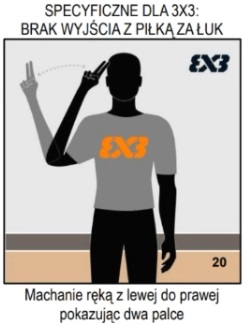 SPECYFICZNE DLA 3X3:
BRAK WYJŚCIA Z PIŁKĄ ZA ŁUK
3X3
3X3
20
Machanie ręką z lewej do prawej
pokazując dwa palce